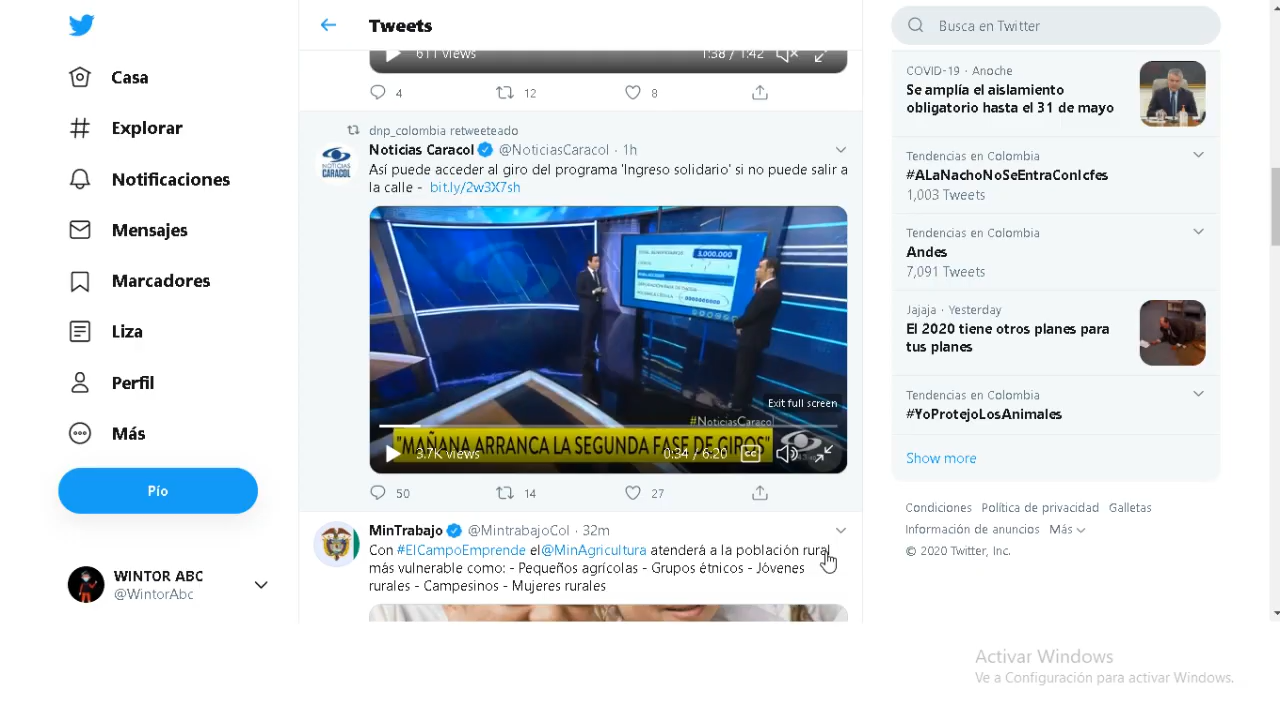 Casa
Explorar
Notificaciones
Mensajes
Marcadores
Liza
Perfil
Más
Pío
WINTOR ABC
@WintorAbc
Tweets
611 views
1:38 / 1:42
4
12
8
dnp_colombia retweeteado
Noticias Caracol @NoticiasCaracol · 1h
Así puede acceder al giro del programa 'Ingreso solidario' si no puede salir a
la calle - bit.ly/2w3X7sh
NOTICIAS
CARACOL
3,000,000
Exit full screen
#NoticiasCaracol
"MAÑANA ARRANCA LA SEGUNDA FASE DE GIROS"
3.7K views
0:34 / 6:20
CC
50
14
27
MinTrabajo @MintrabajoCol · 32m
Con #ElCampoEmprende el@MinAgricultura atenderá a la población rural
más vulnerable como: - Pequeños agrícolas - Grupos étnicos - Jóvenes
rurales - Campesinos - Mujeres rurales
Busca en Twitter
COVID-19 · Anoche
Se amplía el aislamiento
obligatorio hasta el 31 de mayo
Tendencias en Colombia
#ALaNachoNoSeEntraConIcfes
1,003 Tweets
Tendencias en Colombia
Andes
7,091 Tweets
Jajaja · Yesterday
El 2020 tiene otros planes para
tus planes
Tendencias en Colombia
#YoProtejoLosAnimales
Show more
Condiciones Política de privacidad Galletas
Información de anuncios Más
© 2020 Twitter, Inc.
Activar Windows
Ve a Configuración para activar Windows.